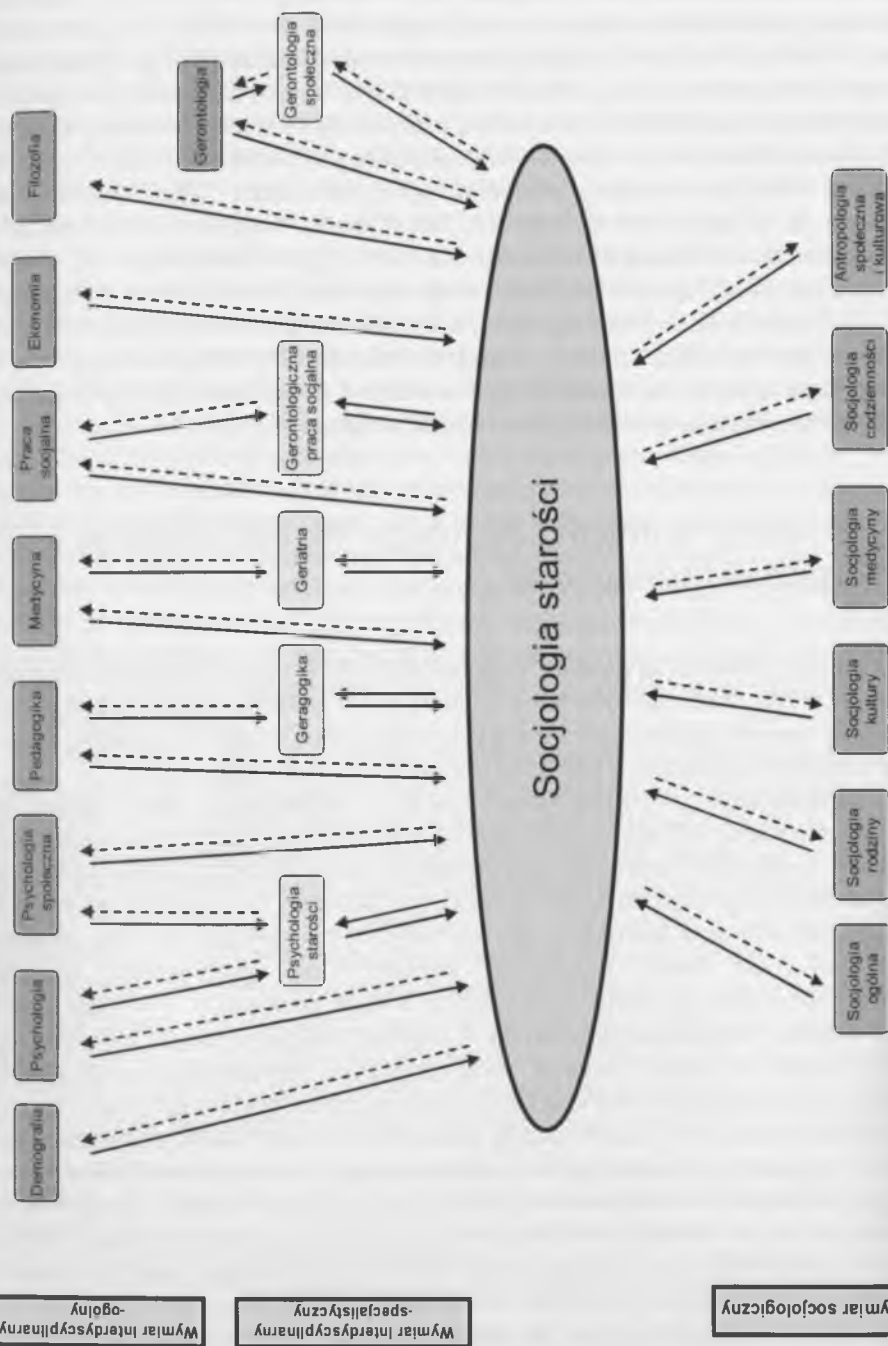 Wymiar Interdyscyplinarny
-ogólny
Demografia
Psychologia
Psychologia
społeczna
Pedagogika
Medycyna
Praca
socjalna
Ekonomia
Filozofia
Gerontologia
Wymiar Interdyscyplinarny
-specjalistyczny
Psychologia
starości
Geragogika
Geriatria
Gerontologiczna
praca socjalna
Gerontologia
społeczna
Socjologia starości
ymiar socjologiczny
Socjologia
ogólna
Socjologia
rodziny
Socjologia
kultury
Socjologia
medycyny
Socjologia
codzienności
Antropologia
społeczna
i kulturowa